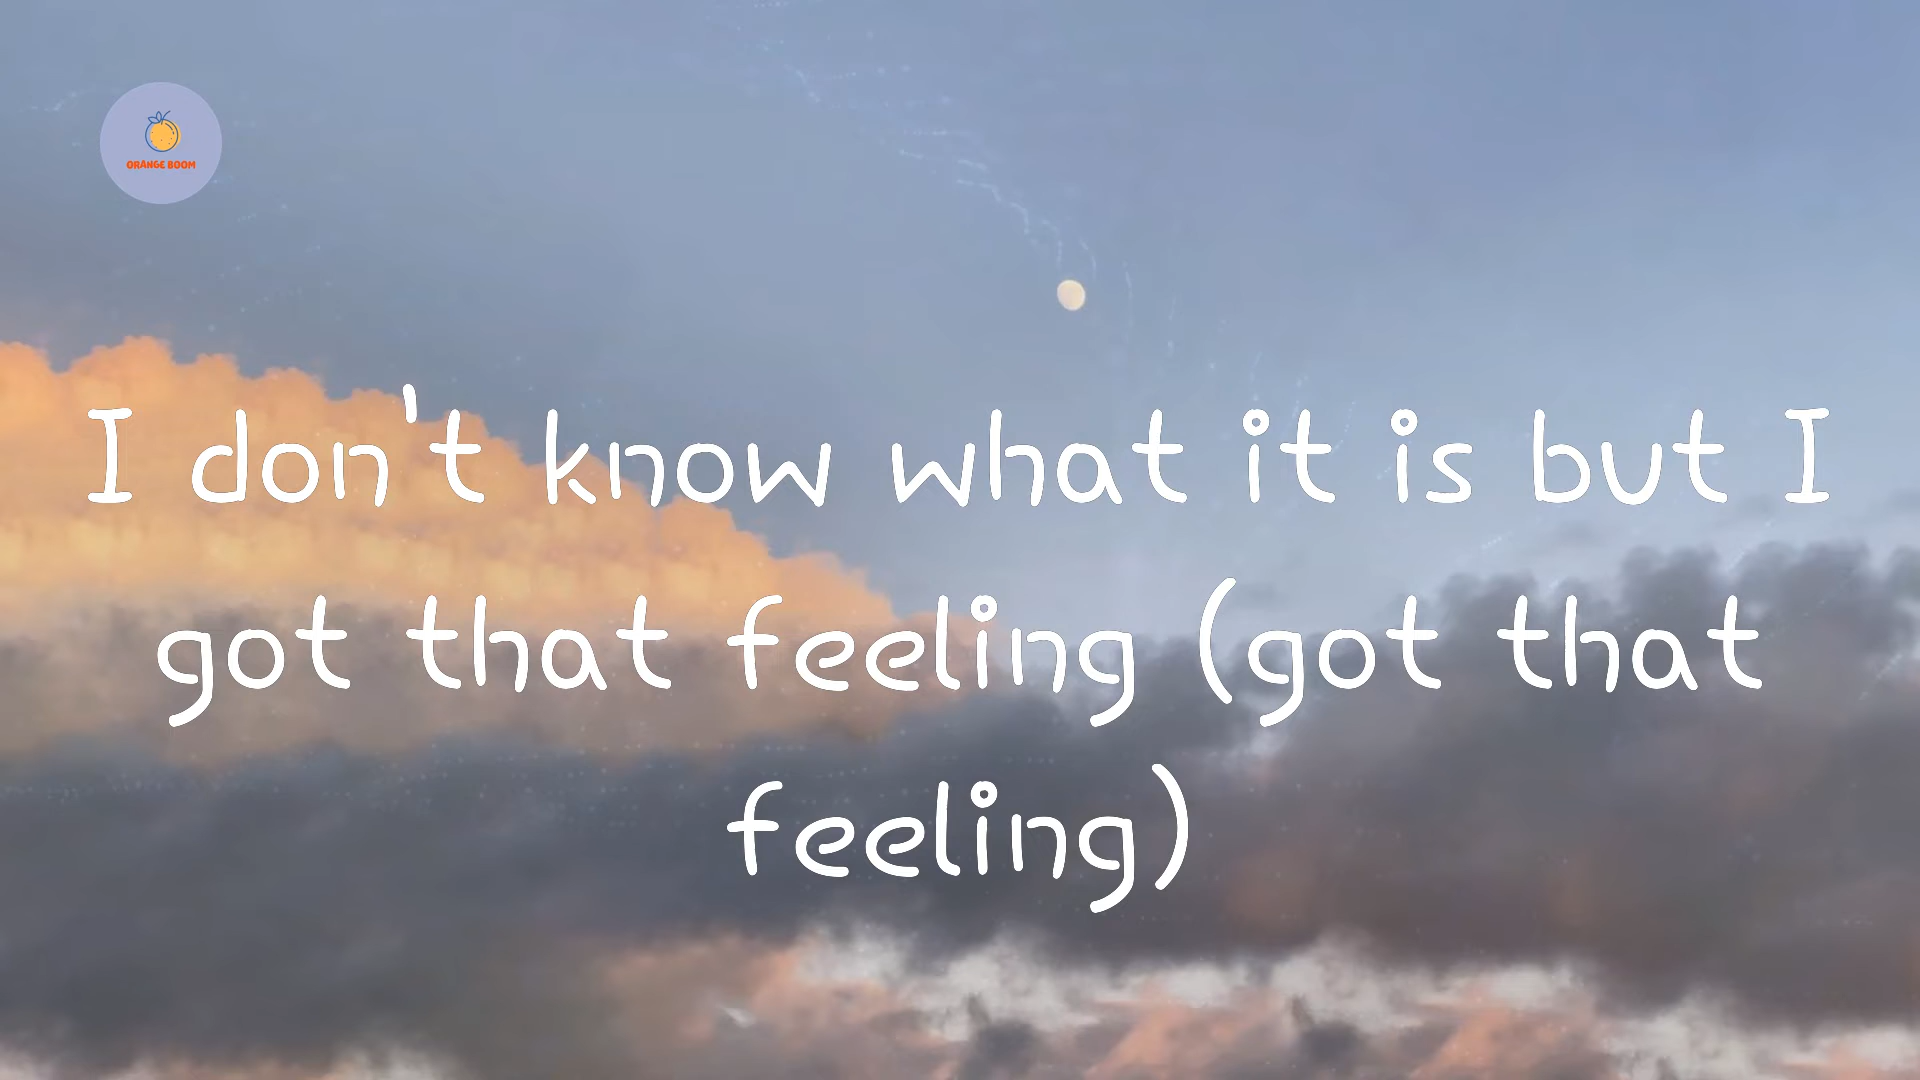 ORANGE BOOM
I don't know what it is but I
got that feeling (got that
feeling)